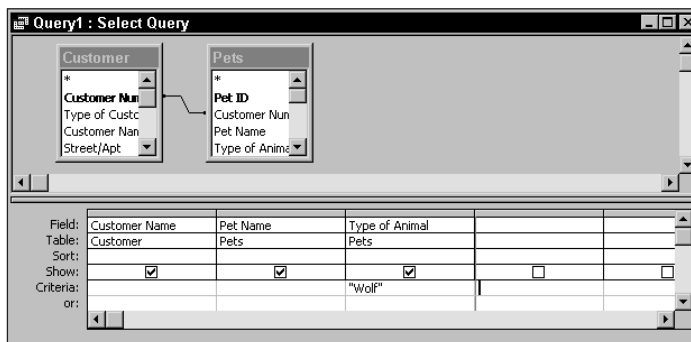 Query1 : Select Query
Customer
*
Customer Num
Type of Custc
Customer Nan
Street/Apt
Pets
*
Pet ID
Customer Nun
Pet Name
Type of Anima
Field: Customer Name Pet Name Type of Animal
Table: Customer Pets Pets
Sort:
Show:
Criteria: "Wolf"
or: